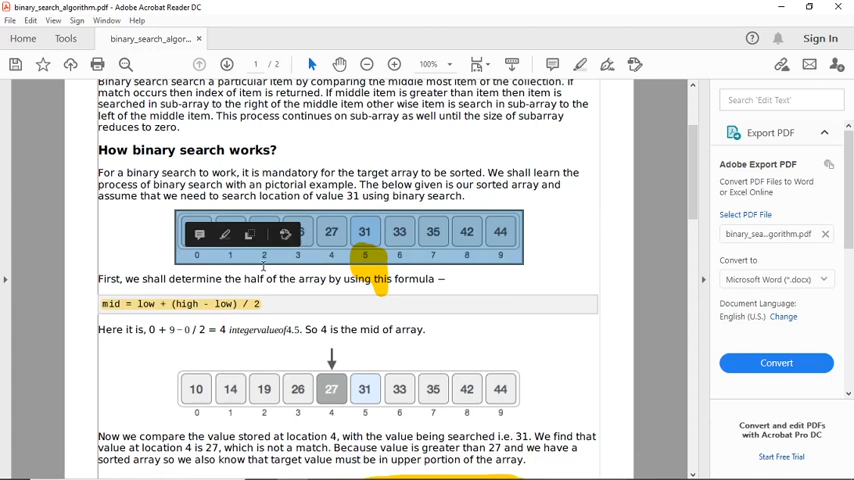 binary_search_algorithm.pdf - Adobe Acrobat Reader DC
File Edit View Sign Window Help
Home Tools binary_search_algor... × Sign In
1 / 2 100%
Binary search search a particular item by comparing the middle most item of the collection. If
match occurs then index of item is returned. If middle item is greater than item then item is
searched in sub-array to the right of the middle item other wise item is search in sub-array to the
left of the middle item. This process continues on sub-array as well until the size of subarray
reduces to zero.
How binary search works?
For a binary search to work, it is mandatory for the target array to be sorted. We shall learn the
process of binary search with an pictorial example. The below given is our sorted array and
assume that we need to search location of value 31 using binary search.
27 31 33 35 42 44
0 1 2 3 4 5 6 7 8 9
First, we shall determine the half of the array by using this formula −
mid = low + (high - low) / 2
Here it is, 0 + 9 − 0 / 2 = 4 integervalueof4.5. So 4 is the mid of array.
10 14 19 26 27 31 33 35 42 44
0 1 2 3 4 5 6 7 8 9
Now we compare the value stored at location 4, with the value being searched i.e. 31. We find that
value at location 4 is 27, which is not a match. Because value is greater than 27 and we have a
sorted array so we also know that target value must be in upper portion of the array.
Search 'Edit Text'
Export PDF
Adobe Export PDF
Convert PDF Files to Word
or Excel Online
Select PDF File
binary_sea...gorithm.pdf ×
Convert to
Microsoft Word (*.docx)
Document Language:
English (U.S.) Change
Convert
Convert and edit PDFs
with Acrobat Pro DC
Start Free Trial